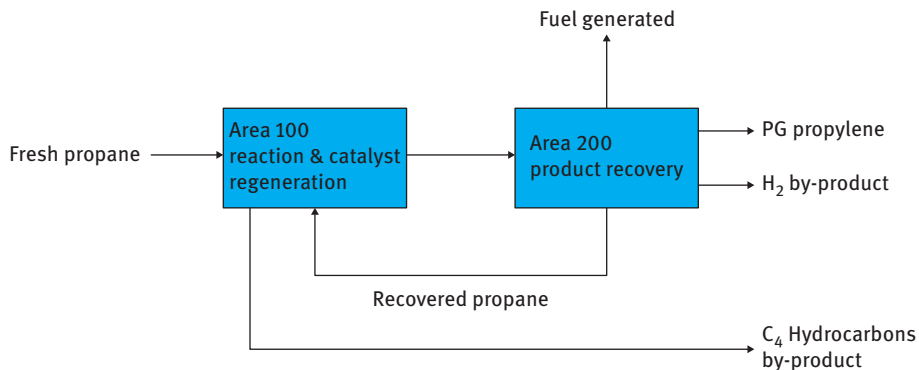 Fuel generated
Fresh propane
Area 100
reaction & catalyst
regeneration
Area 200
product recovery
PG propylene
H₂ by-product
Recovered propane
C₄ Hydrocarbons
by-product